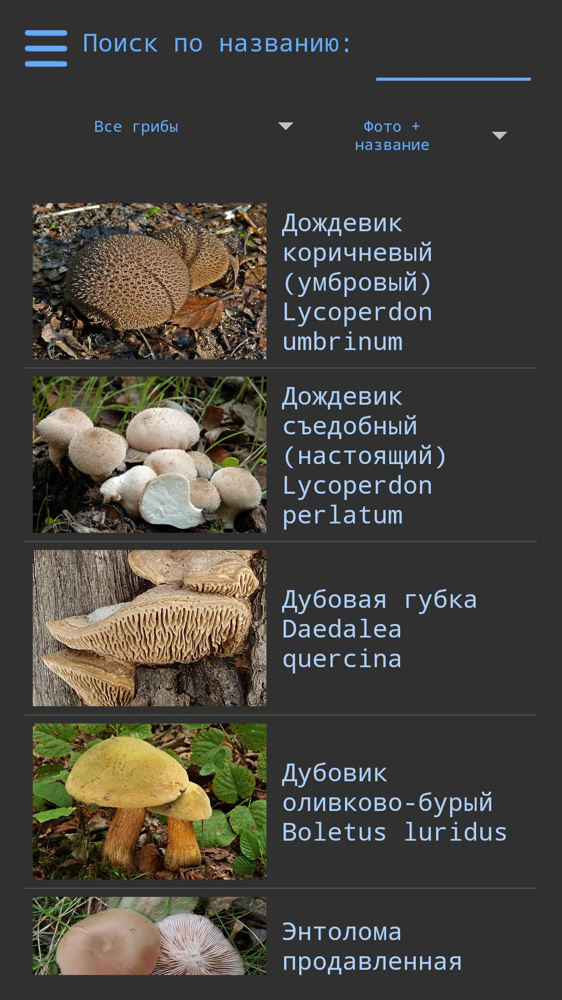 Поиск по названию:
Все грибы
Фото +
название
Дождевик
коричневый
(умбровый)
Lycoperdon
umbrinum
Дождевик
съедобный
(настоящий)
Lycoperdon
perlatum
Дубовая губка
Daedalea
quercina
Дубовик
оливково-бурый
Boletus luridus
Энтолома
продавленная